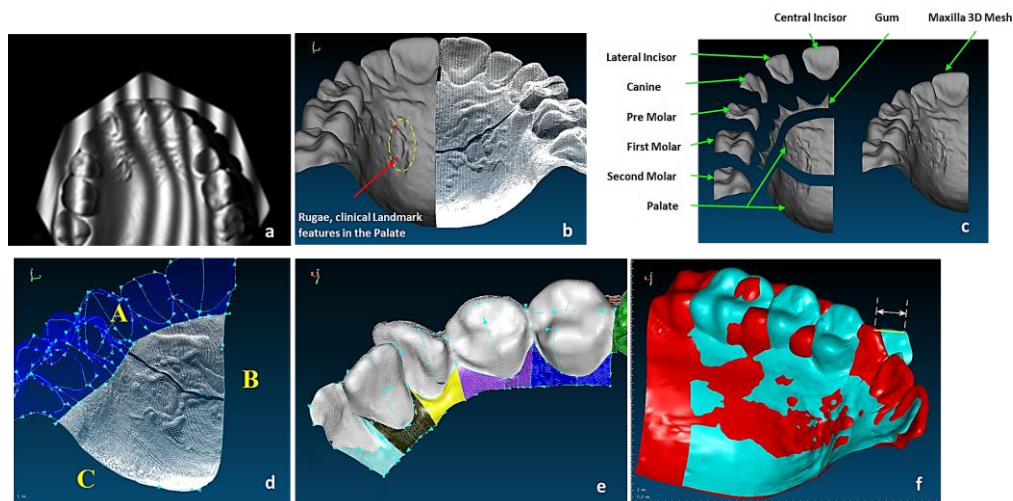 Central Incisor
Gum
Maxilla 3D Mesh
Lateral Incisor
Canine
Pre Molar
First Molar
Second Molar
Palate
a
Rugae, clinical Landmark
features in the Palate
b
c
A
B
C
d
e
f